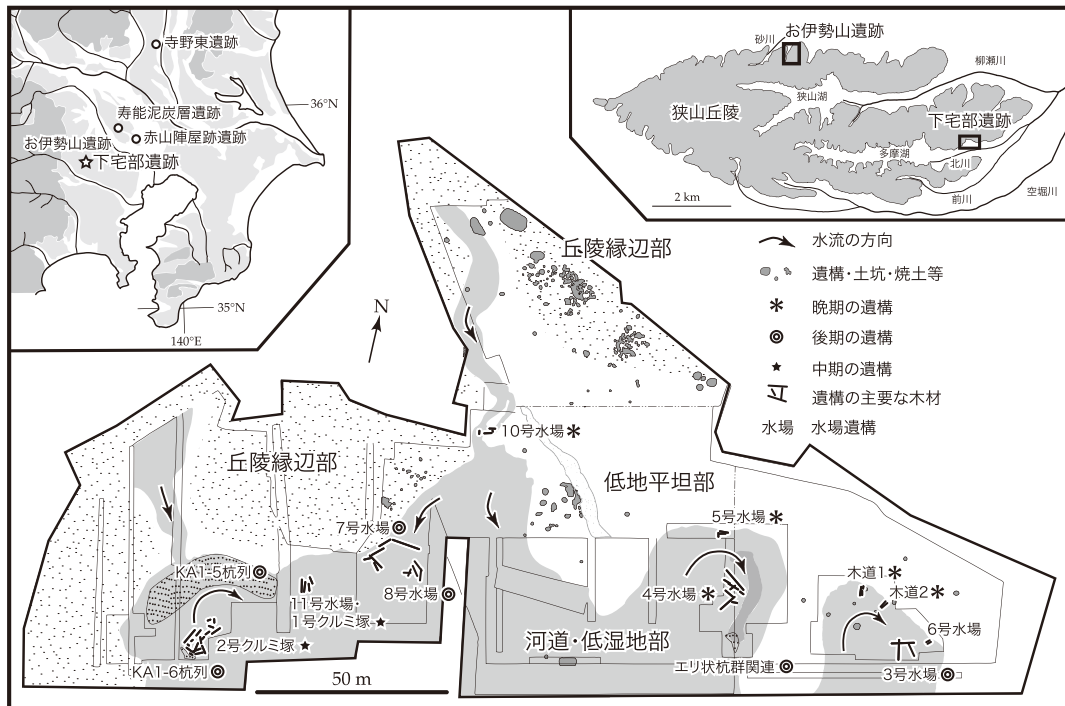 寺野東遺跡
寿能泥炭層遺跡
赤山陣屋跡遺跡
お伊勢山遺跡
下宅部遺跡
36°N
35°N
140°E
砂川
お伊勢山遺跡
柳瀬川
狭山湖
狭山丘陵
下宅部遺跡
多摩湖
北川
前川
空堀川
2 km
N
丘陵縁辺部
水流の方向
遺構・土坑・焼土等
晩期の遺構
後期の遺構
中期の遺構
遺構の主要な木材
水場 水場遺構
10号水場
丘陵縁辺部
低地平坦部
7号水場
5号水場
KA1-5杭列
8号水場
11号水場・
1号クルミ塚
2号クルミ塚
KA1-6杭列
4号水場
木道1
木道2
6号水場
河道・低湿地部
エリ状杭群関連
3号水場
50 m